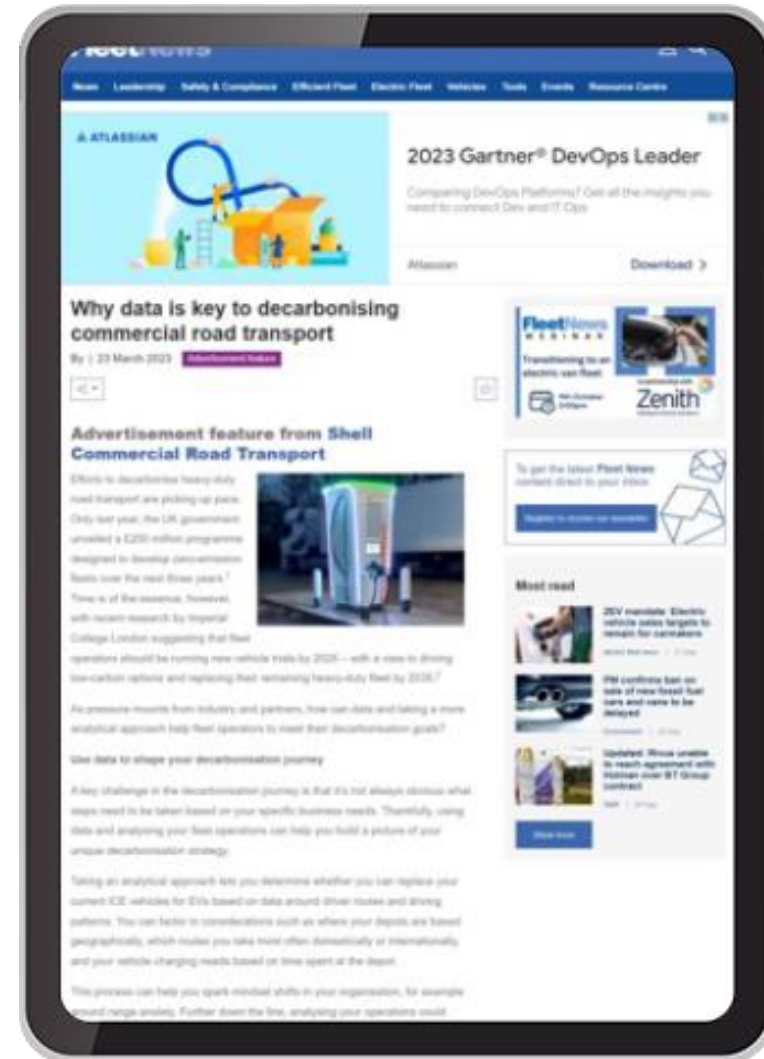 FleetNews
News Leadership Safety & Compliance Efficient Fleet Electric Fleet Vehicles Tools Events Resource Centre
ATLASSIAN
2023 Gartner® DevOps Leader
Comparing DevOps Platforms? Get all the insights you
need to connect Dev and IT Ops
Atlassian
Download >
Why data is key to decarbonising
commercial road transport
By | 23 March 2023 Advertisement feature
Advertisement feature from Shell
Commercial Road Transport
Efforts to decarbonise heavy-duty
road transport are picking up pace.
Only last year, the UK government
unveiled a £200 million programme
designed to develop zero-emission
fleets over the next three years.
Time is of the essence, however,
with recent research by Imperial
College London suggesting that fleet
operators should be running new vehicle trials by 2025 – with a view to driving
low-carbon options and replacing their remaining heavy-duty fleet by
As pressure mounts from industry and partners, how can data and taking a more
analytical approach help fleet operators to meet their decarbonisation goals?
Use data to shape your decarbonisation journey
A key challenge in the decarbonisation journey is that it's not always obvious what
steps need to be taken based on your specific business needs. Thankfully, using
data and analysing your fleet operations can help you build a picture of your
unique decarbonisation strategy.
Taking an analytical approach lets you determine whether you can replace your
current ICE vehicles for EVs based on data around driver routes and driving
patterns. You can factor in considerations such as where your depots are based
geographically, which routes you take most often domestically or internationally,
and your vehicle charging needs based on time spent at the depot.
This process can help you spark mindset shifts in your organisation, for example
around range anxiety. Further down the line, analysing your operations could
FleetNews
WEBINAR
Transitioning to an
electric van fleet
Zenith
To get the latest Fleet News
content direct to your inbox
Register to receive our newsletter
Most read
ZEV mandate: Electric
vehicle sales targets to
remain for carmakers
PM confirms ban on
sale of new fossil fuel
cars and vans to be
delayed
Updated: Rivus unable
to reach agreement with
Holman over BT Group
contract
Show more